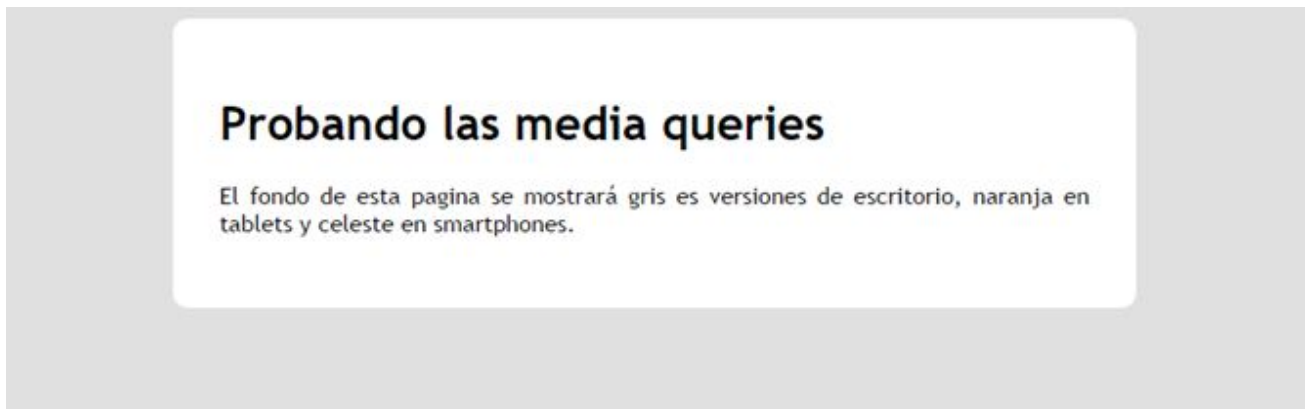 Probando las media queries
El fondo de esta pagina se mostrará gris es versiones de escritorio, naranja en
tablets y celeste en smartphones.